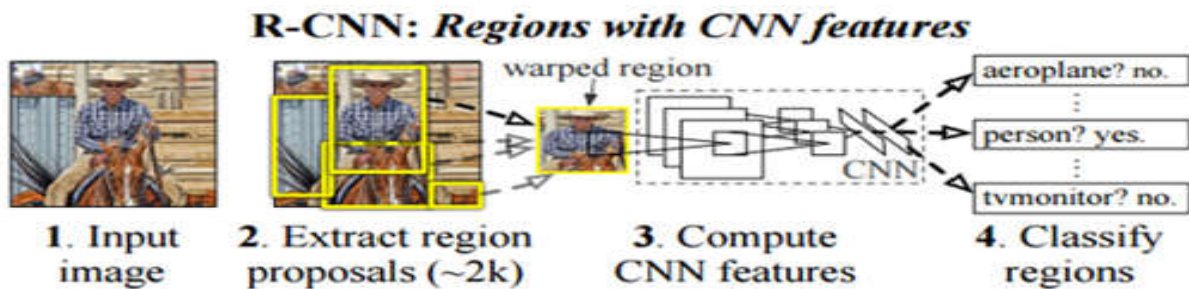 R-CNN: Regions with CNN features
warped region
aeroplane? no.
person? yes.
CNN
tvmonitor? no.
1. Input image
2. Extract region proposals (~2k)
3. Compute CNN features
4. Classify regions